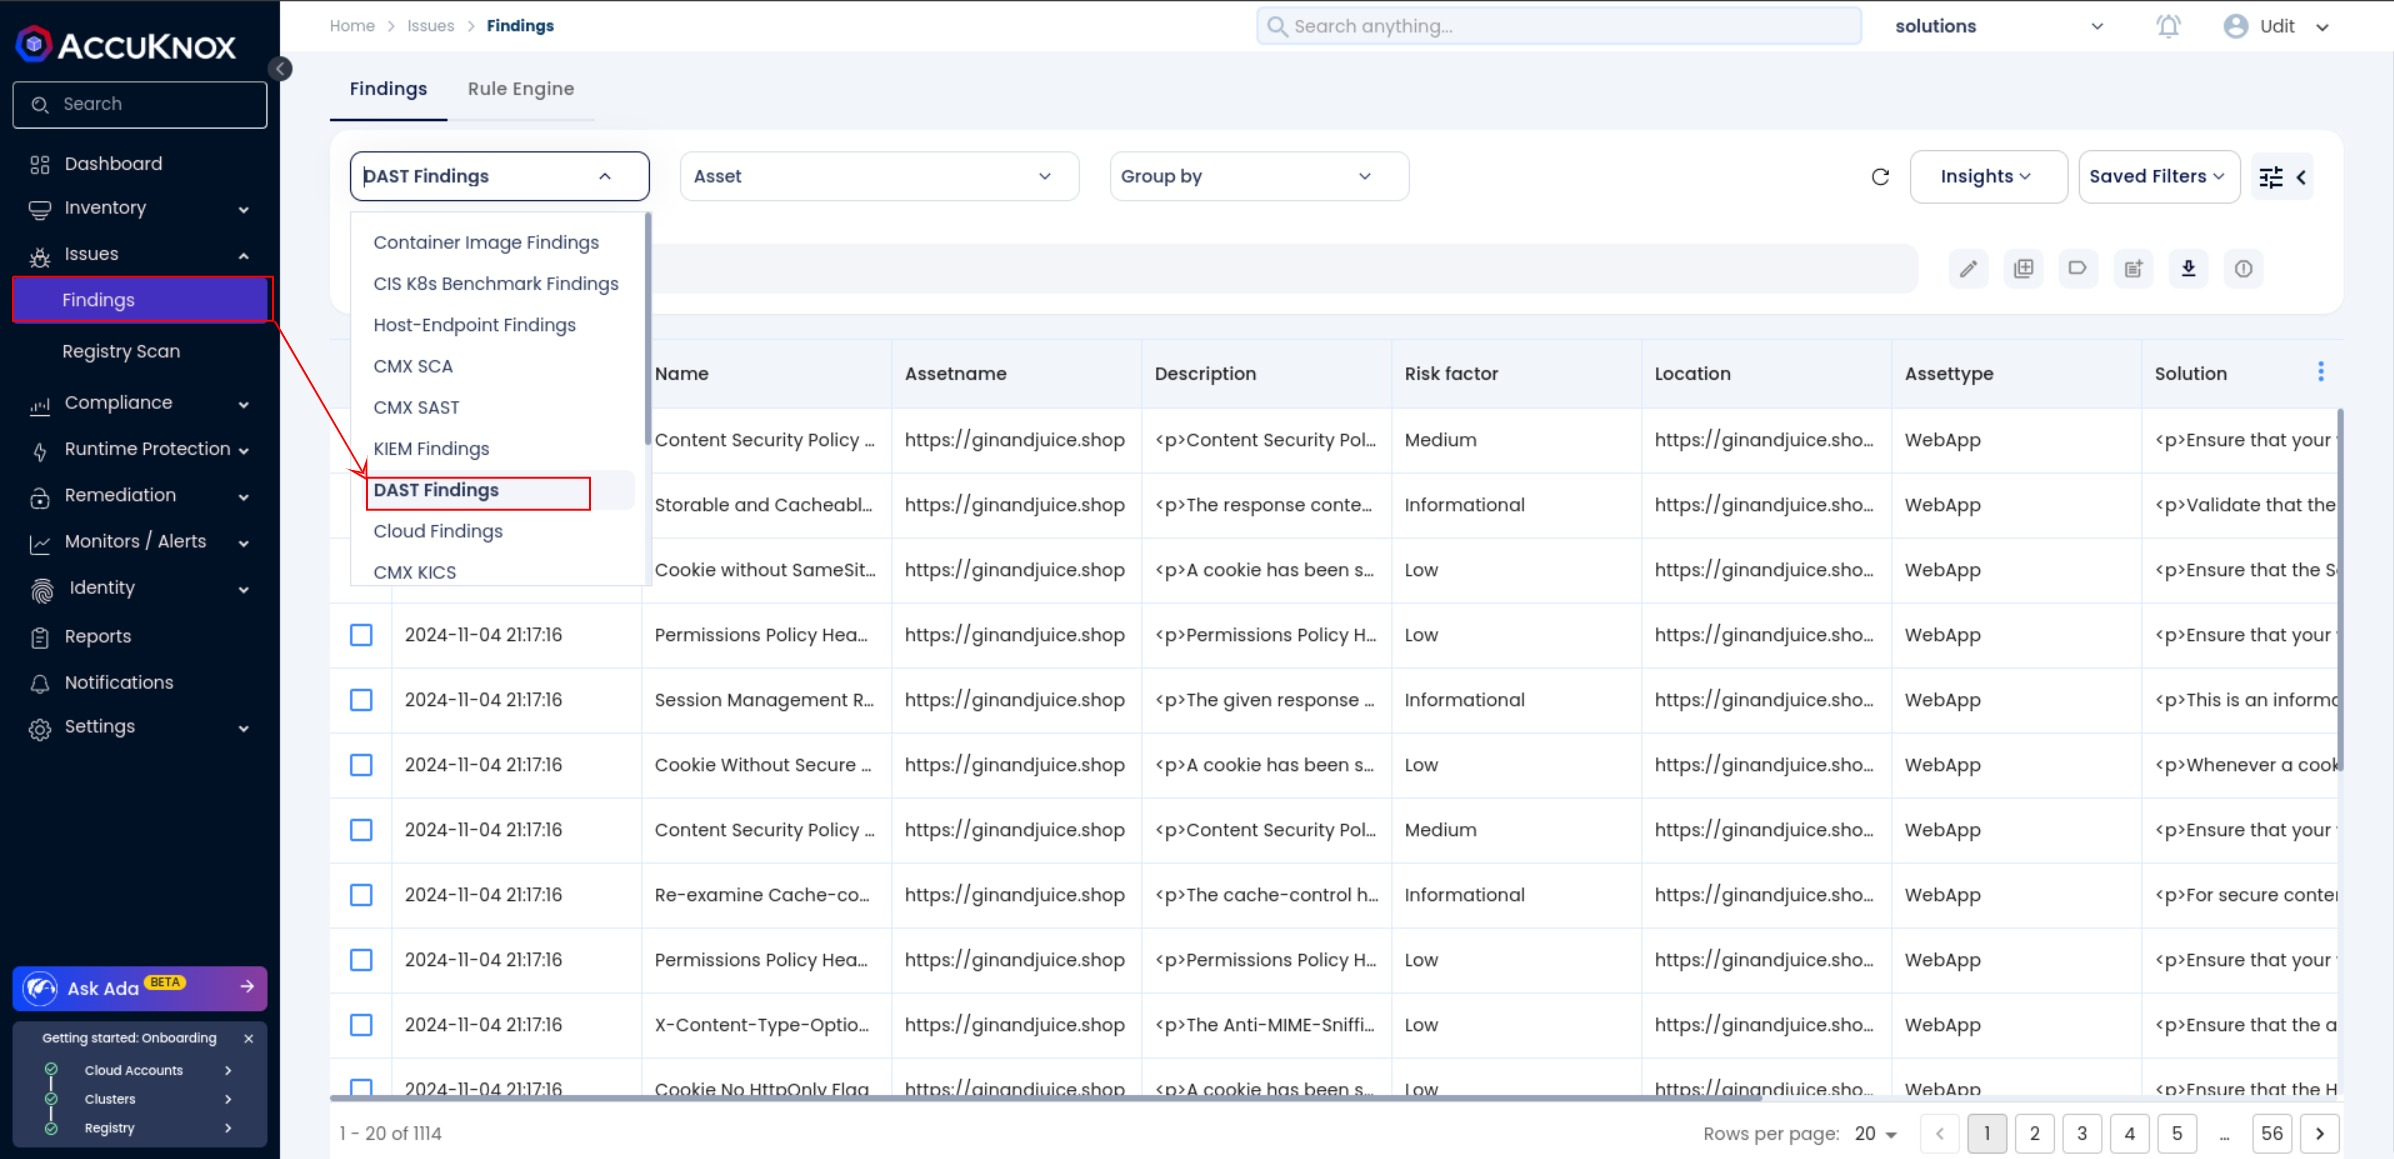 Home > Issues > Findings
Search anything...
solutions
Udit
ACCUKNOX
Search
Dashboard
Inventory
Issues
Findings
Registry Scan
Compliance
Runtime Protection
Remediation
Monitors / Alerts
Identity
Reports
Notifications
Settings
Ask Ada BETA
Getting started: Onboarding
Cloud Accounts
Clusters
Registry
Findings Rule Engine
DAST Findings Asset Group by Insights Saved Filters
Container Image Findings
CIS K8s Benchmark Findings
Host-Endpoint Findings
CMX SCA
CMX SAST
KIEM Findings
DAST Findings
Cloud Findings
CMX KICS
Name Assetname Description Risk factor Location Assettype Solution
Content Security Policy ... https://ginandjuice.shop <p>Content Security Pol... Medium https://ginandjuice.sho... WebApp <p>Ensure that your
Storable and Cacheabl... https://ginandjuice.shop <p>The response conte... Informational https://ginandjuice.sho... WebApp <p>Validate that the
Cookie without SameSit... https://ginandjuice.shop <p>A cookie has been s... Low https://ginandjuice.sho... WebApp <p>Ensure that the S
2024-11-04 21:17:16 Permissions Policy Hea... https://ginandjuice.shop <p>Permissions Policy H... Low https://ginandjuice.sho... WebApp <p>Ensure that your
2024-11-04 21:17:16 Session Management R... https://ginandjuice.shop <p>The given response ... Informational https://ginandjuice.sho... WebApp <p>This is an informa
2024-11-04 21:17:16 Cookie Without Secure ... https://ginandjuice.shop <p>A cookie has been s... Low https://ginandjuice.sho... WebApp <p>Whenever a cook
2024-11-04 21:17:16 Content Security Policy ... https://ginandjuice.shop <p>Content Security Pol... Medium https://ginandjuice.sho... WebApp <p>Ensure that your
2024-11-04 21:17:16 Re-examine Cache-co... https://ginandjuice.shop <p>The cache-control h... Informational https://ginandjuice.sho... WebApp <p>For secure conter
2024-11-04 21:17:16 Permissions Policy Hea... https://ginandjuice.shop <p>Permissions Policy H... Low https://ginandjuice.sho... WebApp <p>Ensure that your
2024-11-04 21:17:16 X-Content-Type-Optio... https://ginandjuice.shop <p>The Anti-MIME-Sniffi... Low https://ginandjuice.sho... WebApp <p>Ensure that the a
2024-11-04 21:17:16 Cookie No HttpOnly Flag https://ginandjuice.shop <p>A cookie has been s... Low https://ginandjuice.sho... WebApp <p>Ensure that the H
1 - 20 of 1114
Rows per page: 20
1 2 3 4 5 ... 56